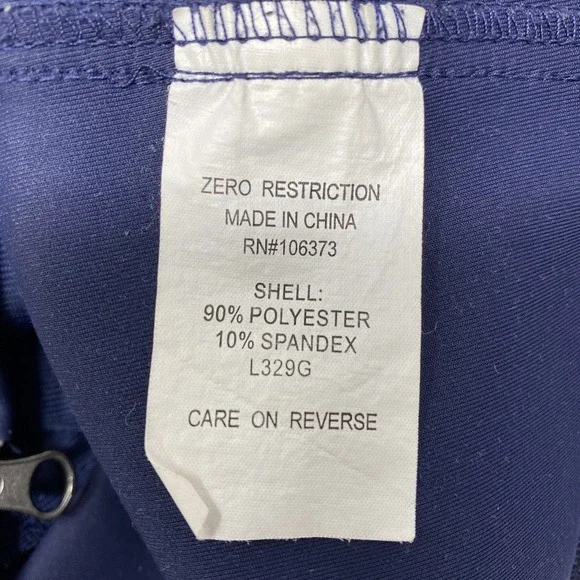 ZERO RESTRICTION
MADE IN CHINA
RN#106373
SHELL:
90% POLYESTER
10% SPANDEX
L329G
CARE ON REVERSE